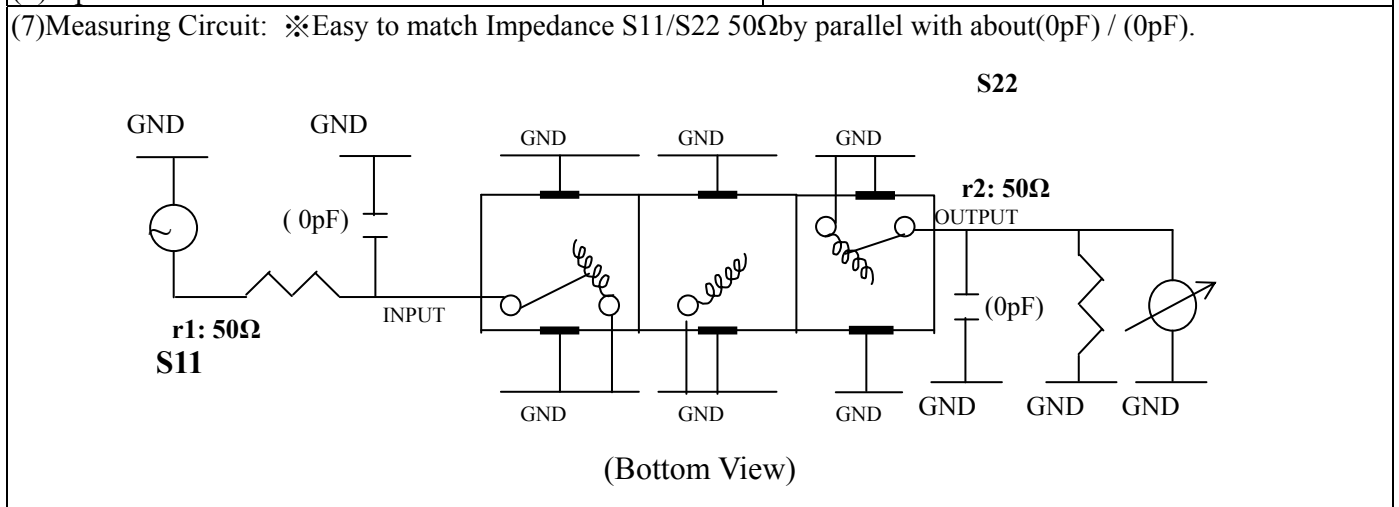 (7)Measuring Circuit: ※Easy to match Impedance S11/S22 50Ωby parallel with about(0pF) / (0pF).
S22
GND GND GND GND GND
r2: 50Ω
( 0pF) OUTPUT
(0pF)
INPUT
r1: 50Ω
S11
GND GND GND GND GND GND
(Bottom View)